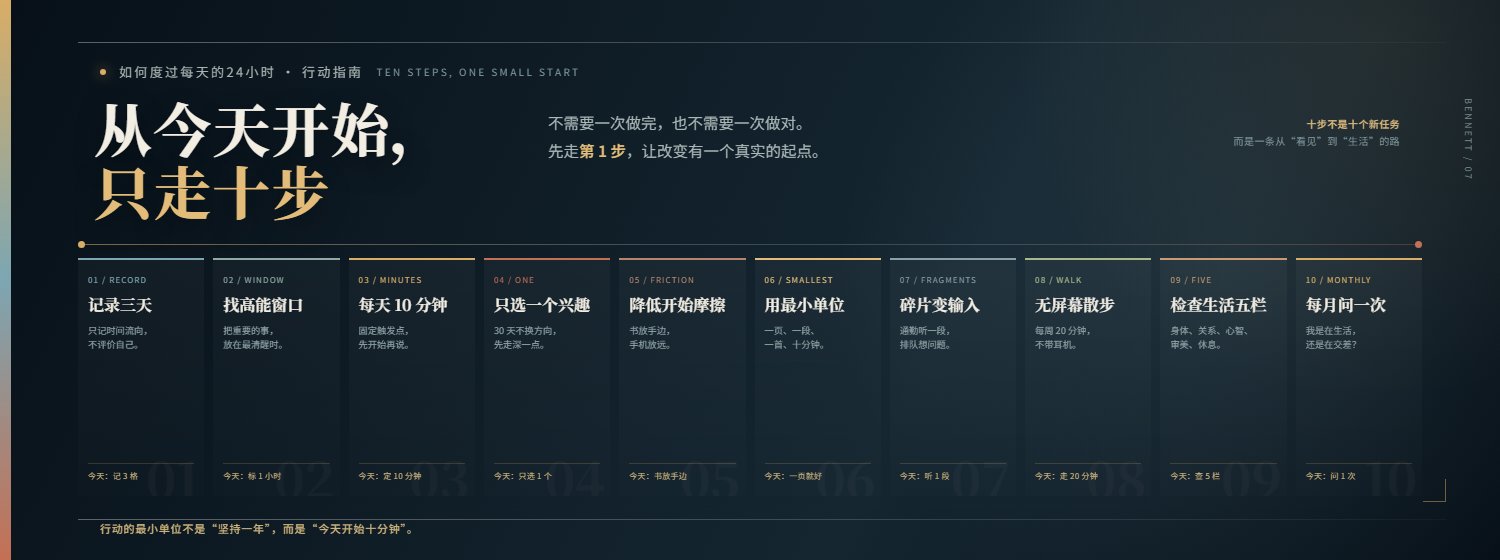 如何度过每天的24小时 · 行动指南 TEN STEPS, ONE SMALL START
从今天开始,
只走十步
不需要一次做完，也不需要一次做对。
先走第 1 步，让改变有一个真实的起点。
十步不是十个新任务
而是一条从“看见”到“生活”的路
BENNETT / 07
01 / RECORD
记录三天
只记时间流向，
不评价自己。
今天：记 3 格
01
02 / WINDOW
找高能窗口
把重要的事，
放在最清醒时。
今天：标 1 小时
02
03 / MINUTES
每天 10 分钟
固定触发点，
先开始再说。
今天：定 10 分钟
03
04 / ONE
只选一个兴趣
30 天不换方向，
先走深一点。
今天：只选 1 个
04
05 / FRICTION
降低开始摩擦
书放手边，
手机放远。
今天：书放手边
05
06 / SMALLEST
用最小单位
一页、一段、
一首、十分钟。
今天：一页就好
06
07 / FRAGMENTS
碎片变输入
通勤听一段，
排队想问题。
今天：听 1 段
07
08 / WALK
无屏幕散步
每周 20 分钟，
不带耳机。
今天：走 20 分钟
08
09 / FIVE
检查生活五栏
身体、关系、心智、
审美、休息。
今天：查 5 栏
09
10 / MONTHLY
每月问一次
我是在生活，
还是在交差？
今天：问 1 次
10
行动的最小单位不是“坚持一年”，而是“今天开始十分钟”。